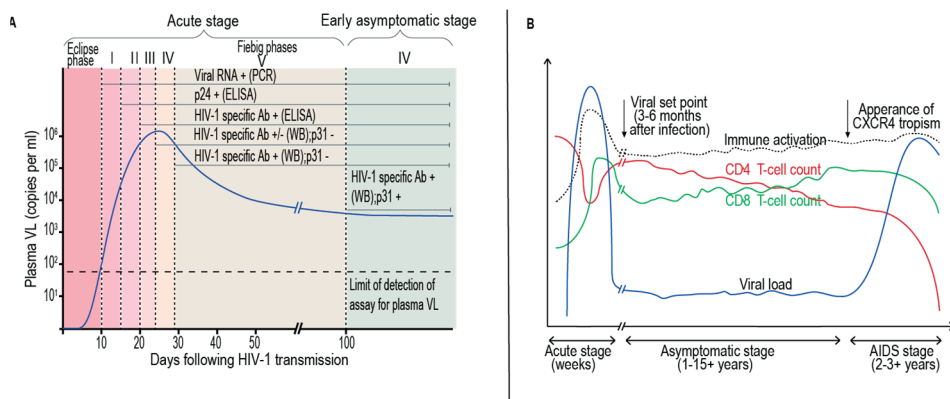 A
Acute stage
Early asymptomatic stage
Eclipse
phase
Fiebig phases
I
II
III
IV
V
IV
Viral RNA + (PCR)
p24 + (ELISA)
HIV-1 specific Ab + (ELISA)
HIV-1 specific Ab +/- (WB);p31 -
HIV-1 specific Ab + (WB);p31 -
HIV-1 specific Ab +
(WB);p31 +
Limit of detection of
assay for plasma VL
Plasma VL (copies per ml)
10⁶
10⁵
10⁴
10³
10²
10¹
10
20
30
40
50
100
Days following HIV-1 transmission
B
Viral set point
(3-6 months
after infection)
Apperance of
CXCR4 tropism
Immune activation
CD4 T-cell count
CD8 T-cell count
Viral load
Acute stage
(weeks)
Asymptomatic stage
(1-15+ years)
AIDS stage
(2-3+ years)